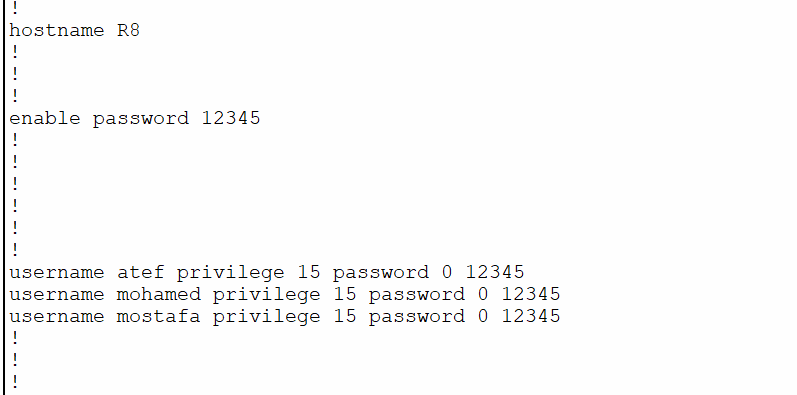 !
hostname R8
!
!
!
enable password 12345
!
!
!
!
!
!
username atef privilege 15 password 0 12345
username mohamed privilege 15 password 0 12345
username mostafa privilege 15 password 0 12345
!
!
!